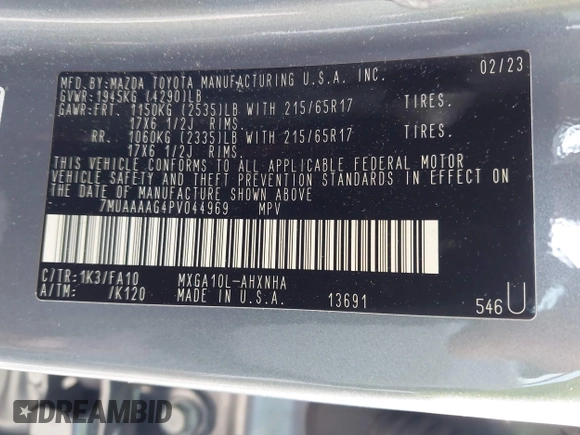 MFD.BY:MAZDA TOYOTA MANUFACTURING U.S.A. INC. 02/23
GVWR:1945KG (4290)LB
GAWR:FRT. 1150KG (2535)LB WITH 215/65R17 TIRES.
17X6 1/2J RIMS.
RR. 1060KG (2335)LB WITH 215/65R17 TIRES.
17X6 1/2J RIMS.
THIS VEHICLE CONFORMS TO ALL APPLICABLE FEDERAL MOTOR
VEHICLE SAFETY AND THEFT PREVENTION STANDARDS IN EFFECT ON
THE DATE OF MANUFACTURE SHOWN ABOVE
7MUAAAAG4PV044969 MPV
C/TR:1K3/FA10 MXGA10L-AHXNHA
A/TM: /K120 MADE IN U.S.A. 13691
546U
DREAMBID